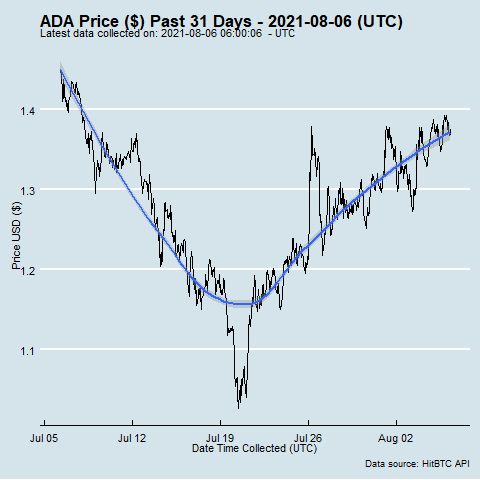 ADA Price ($) Past 31 Days - 2021-08-06 (UTC)
Latest data collected on: 2021-08-06 06:00:06 - UTC
1.4
1.3
1.2
1.1
Price USD ($)
Jul 05 Jul 12 Jul 19 Jul 26 Aug 02
Date Time Collected (UTC)
Data source: HitBTC API